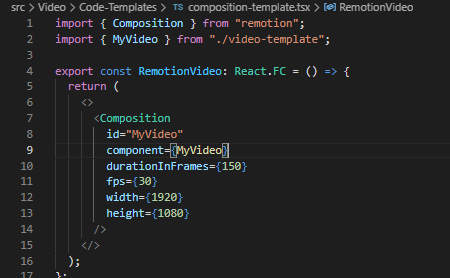 src > Video > Code-Templates > TS composition-template.tsx > RemotionVideo
1 import { Composition } from "remotion";
2 import { MyVideo } from "./video-template";
3
4 export const RemotionVideo: React.FC = () => {
5 return (
6 <>
7 <Composition
8 id="MyVideo"
9 component={MyVideo}
10 durationInFrames={150}
11 fps={30}
12 width={1920}
13 height={1080}
14 />
15 </>
16 );
17 };